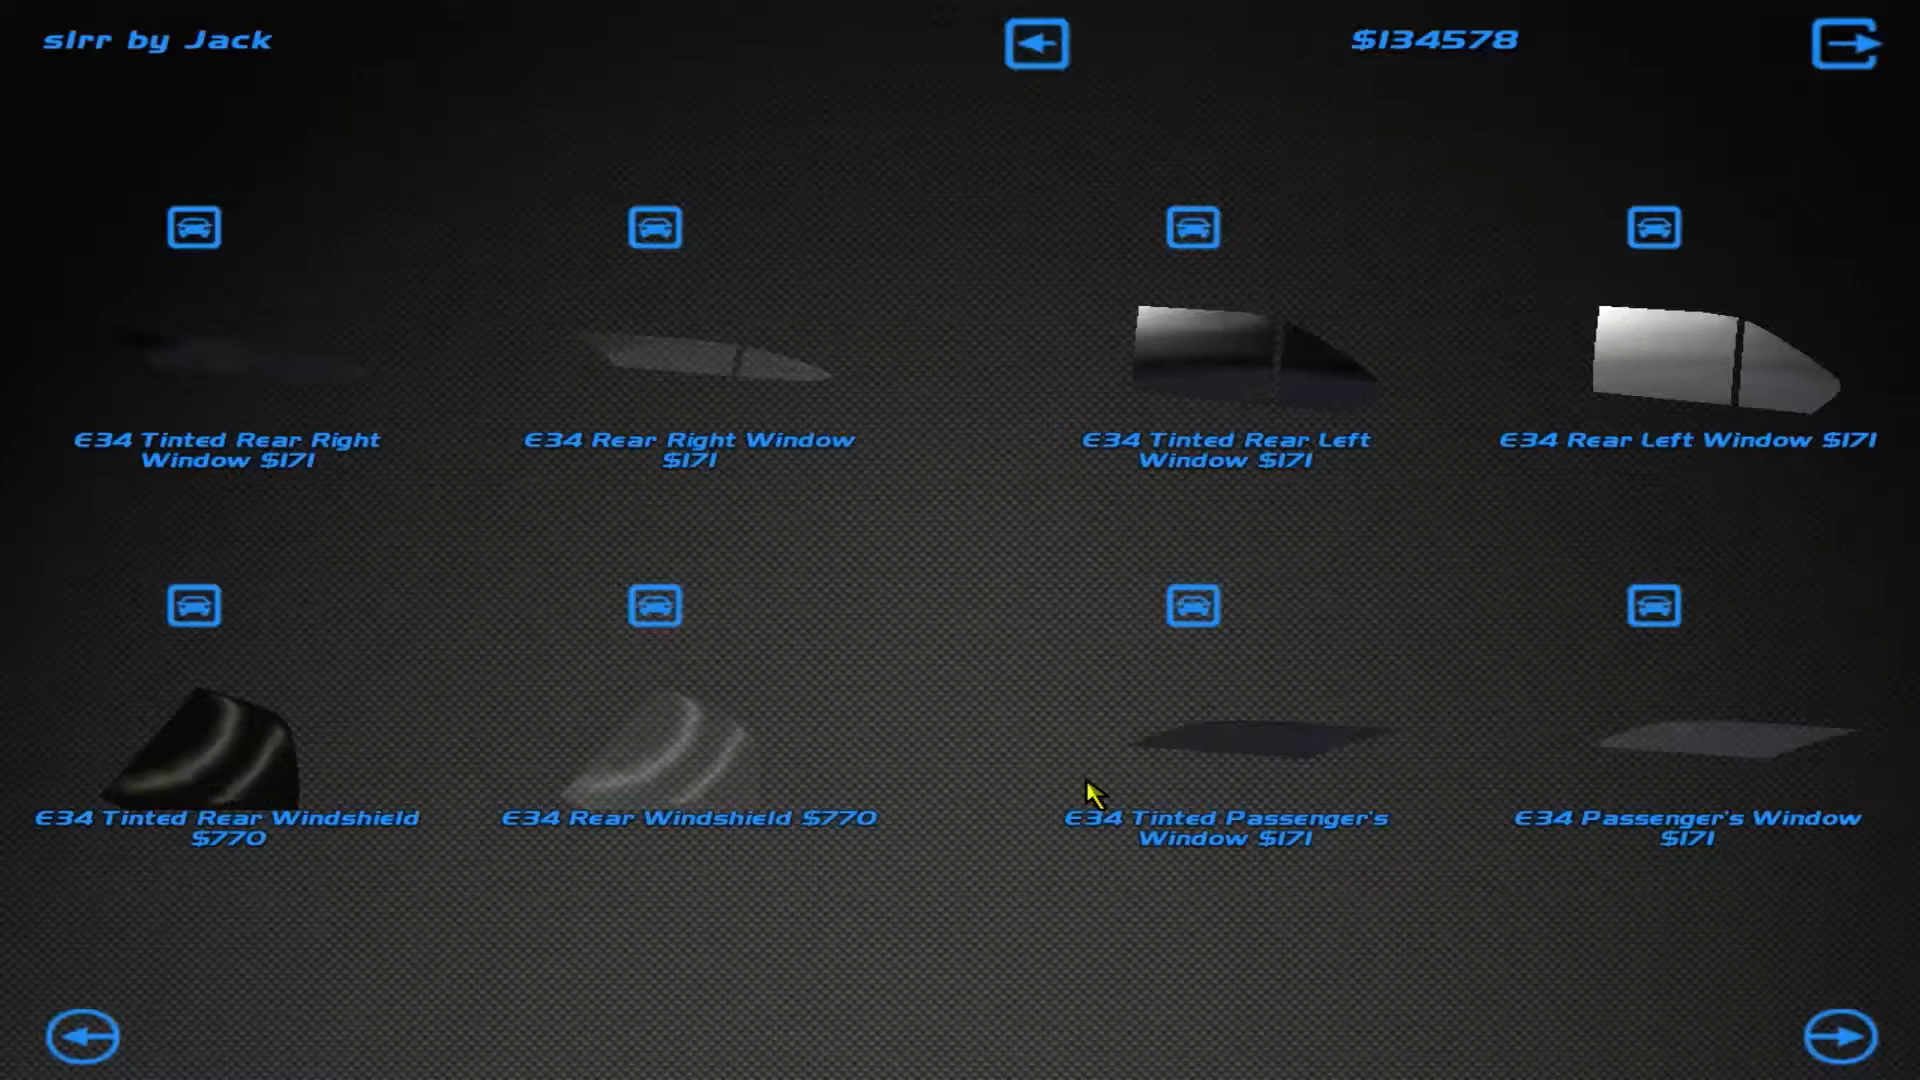 slrr by Jack
$134578
E34 Tinted Rear Right
Window $171
E34 Rear Right Window
$171
E34 Tinted Rear Left
Window $171
E34 Rear Left Window $171
E34 Tinted Rear Windshield
$770
E34 Rear Windshield $770
E34 Tinted Passenger's
Window $171
E34 Passenger's Window
$171